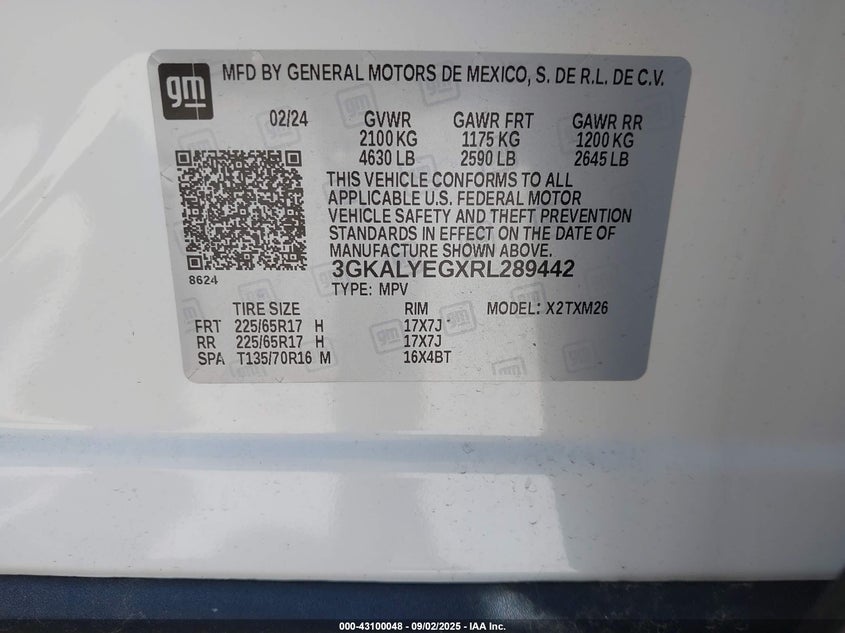 gm MFD BY GENERAL MOTORS DE MEXICO, S. DE R.L. DE C.V.
02/24 GVWR GAWR FRT GAWR RR
2100 KG 1175 KG 1200 KG
4630 LB 2590 LB 2645 LB
THIS VEHICLE CONFORMS TO ALL
APPLICABLE U.S. FEDERAL MOTOR
VEHICLE SAFETY AND THEFT PREVENTION
STANDARDS IN EFFECT ON THE DATE OF
MANUFACTURE SHOWN ABOVE.
3GKALYEGXRL289442
8624
TYPE: MPV
TIRE SIZE RIM MODEL: X2TXM26
FRT 225/65R17 H 17X7J
RR 225/65R17 H 17X7J
SPA T135/70R16 M 16X4BT
000-43100048 - 09/02/2025 - IAA Inc.